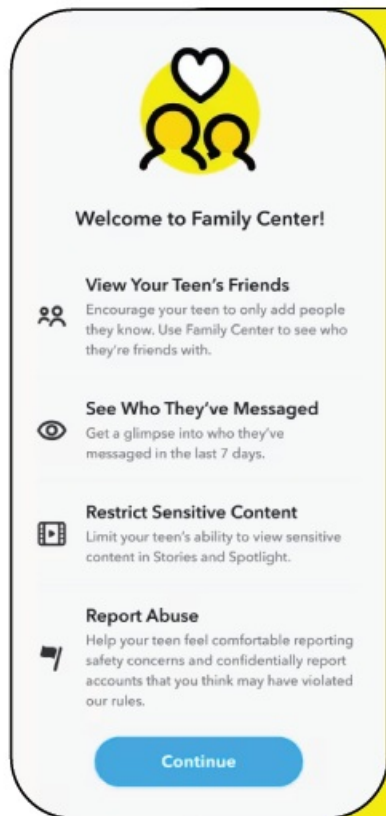 Welcome to Family Center!
View Your Teen's Friends
Encourage your teen to only add people
they know. Use Family Center to see who
they're friends with.
See Who They've Messaged
Get a glimpse into who they've
messaged in the last 7 days.
Restrict Sensitive Content
Limit your teen's ability to view sensitive
content in Stories and Spotlight.
Report Abuse
Help your teen feel comfortable reporting
safety concerns and confidentially report
accounts that you think may have violated
our rules.
Continue